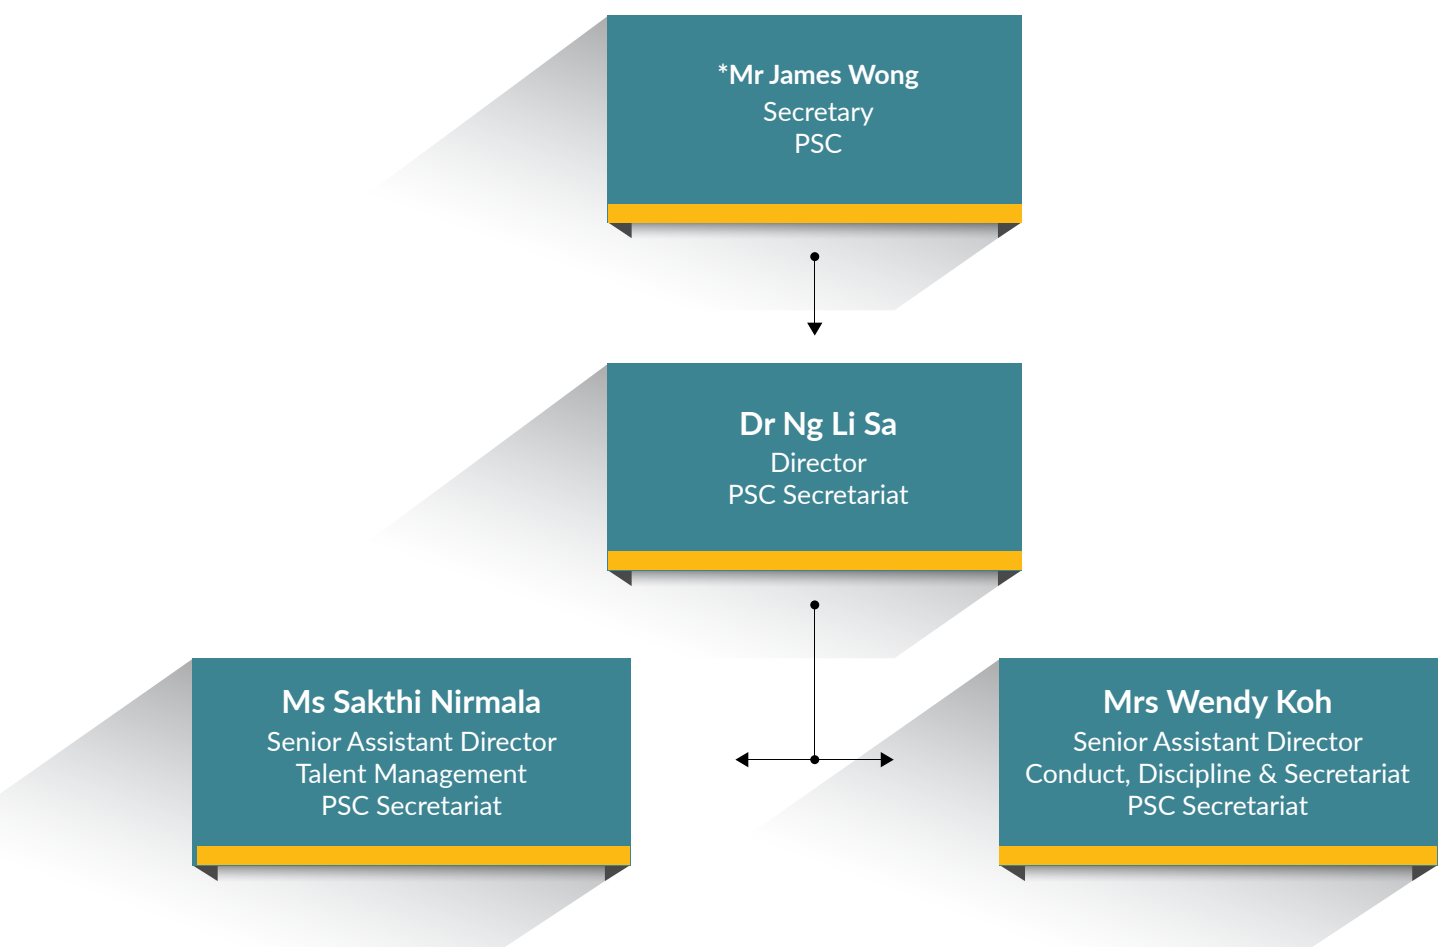 *Mr James Wong
Secretary
PSC
Dr Ng Li Sa
Director
PSC Secretariat
Ms Sakthi Nirmala
Senior Assistant Director
Talent Management
PSC Secretariat
Mrs Wendy Koh
Senior Assistant Director
Conduct, Discipline & Secretariat
PSC Secretariat